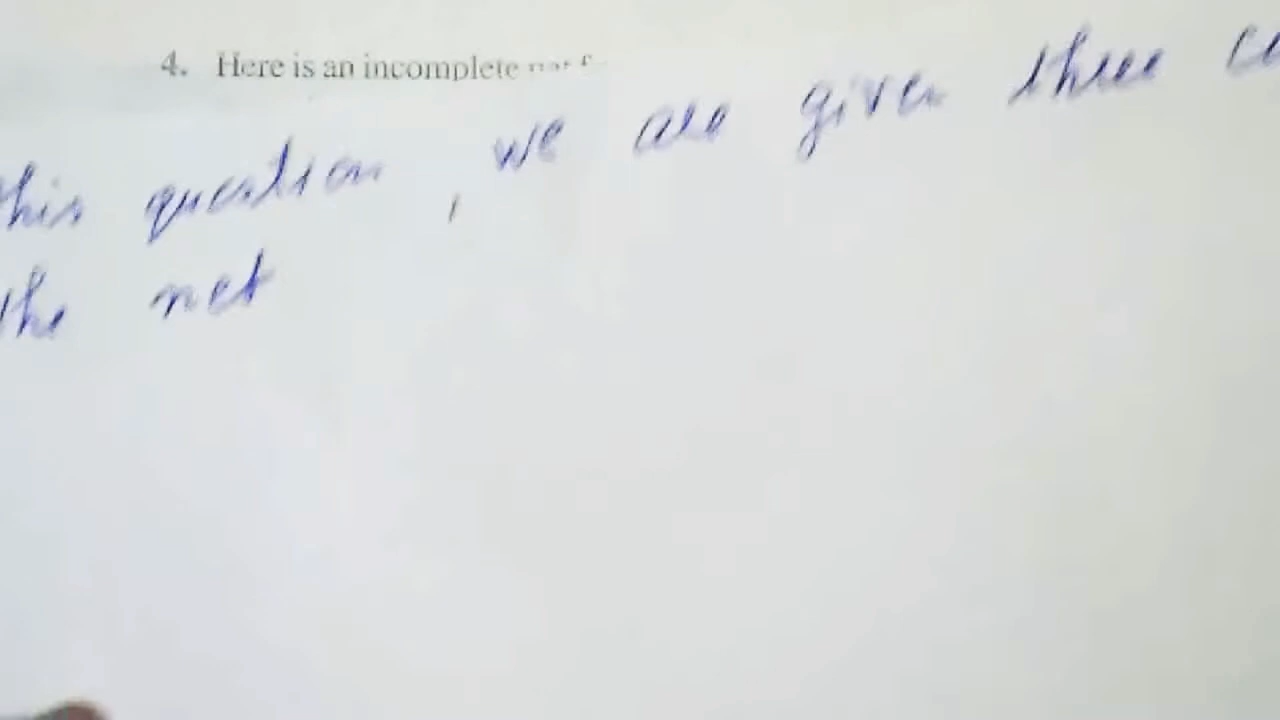 4. Here is an incomplete
this question, we are given three
the net